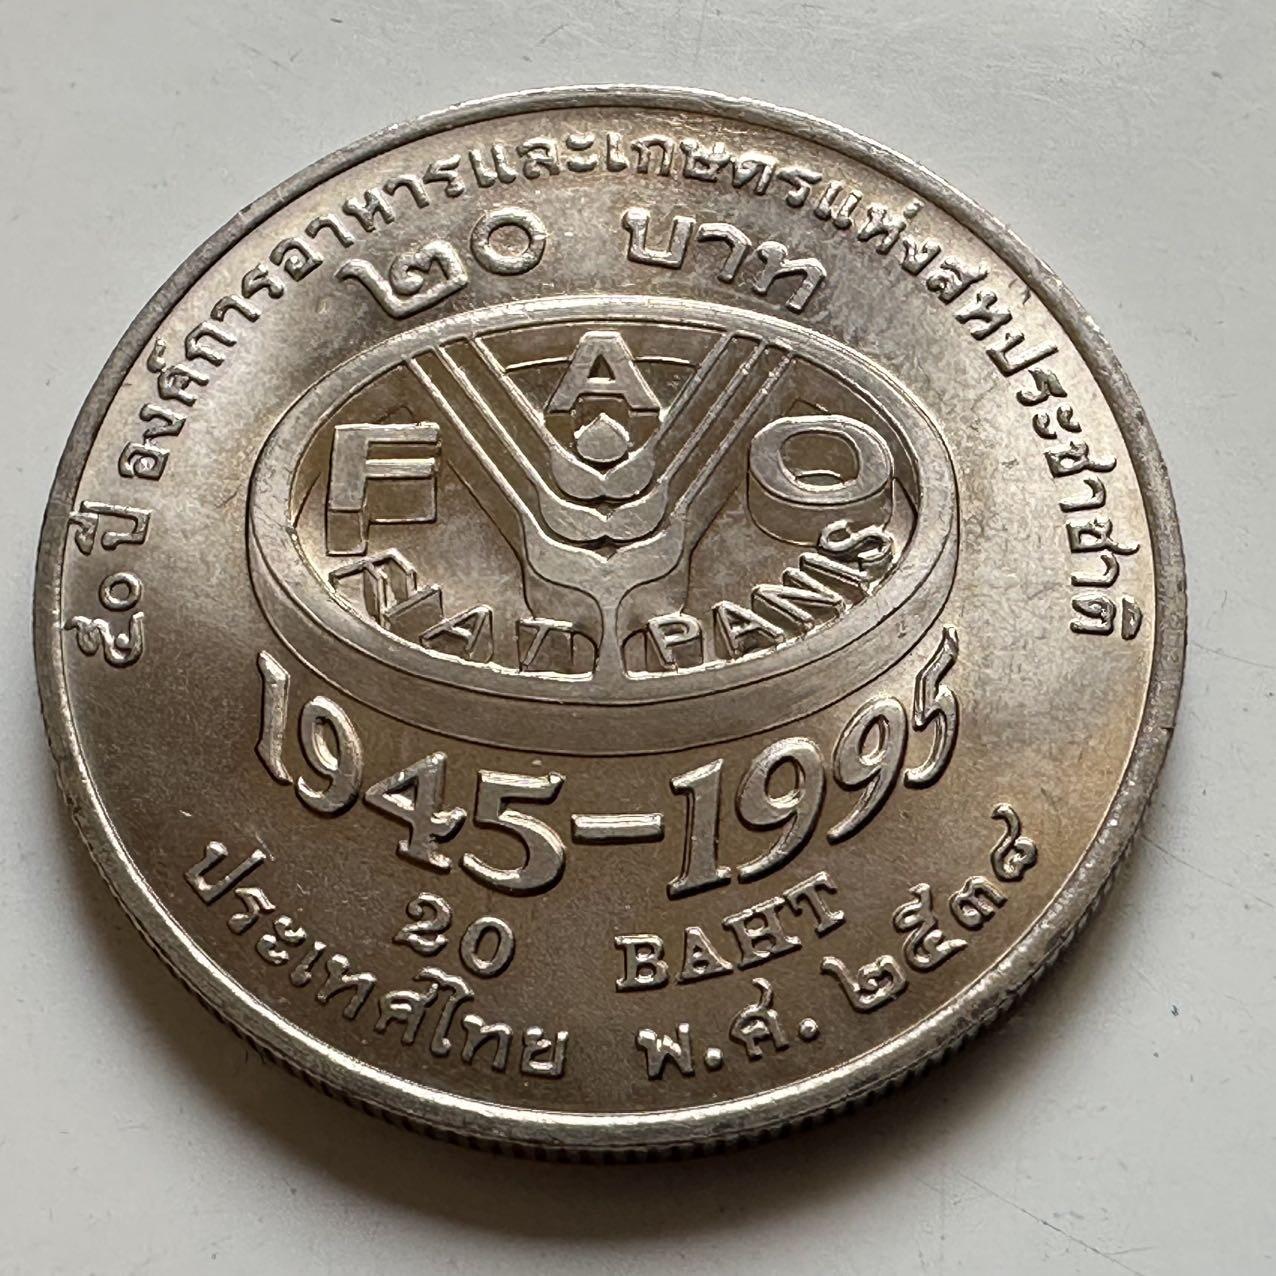 ๕๐ปี องค์การอาหารและเกษตรแห่งสหประชาชาติ
๒๐ บาท
F A O
FIAT PANIS
1945-1995
20 BAHT
ประเทศไทย พ.ศ. ๒๕๓๘